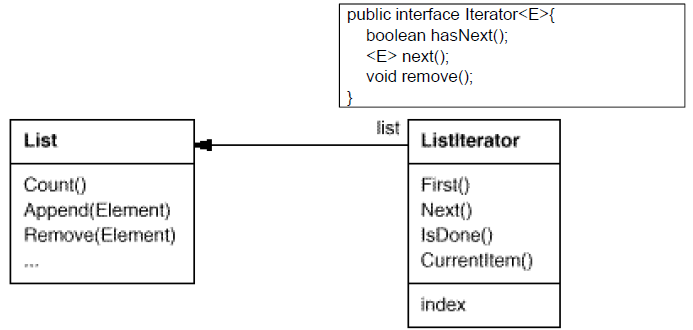 public interface Iterator<E>{
boolean hasNext();
<E> next();
void remove();
}
list
List
Count()
Append(Element)
Remove(Element)
...
ListIterator
First()
Next()
IsDone()
CurrentItem()
index